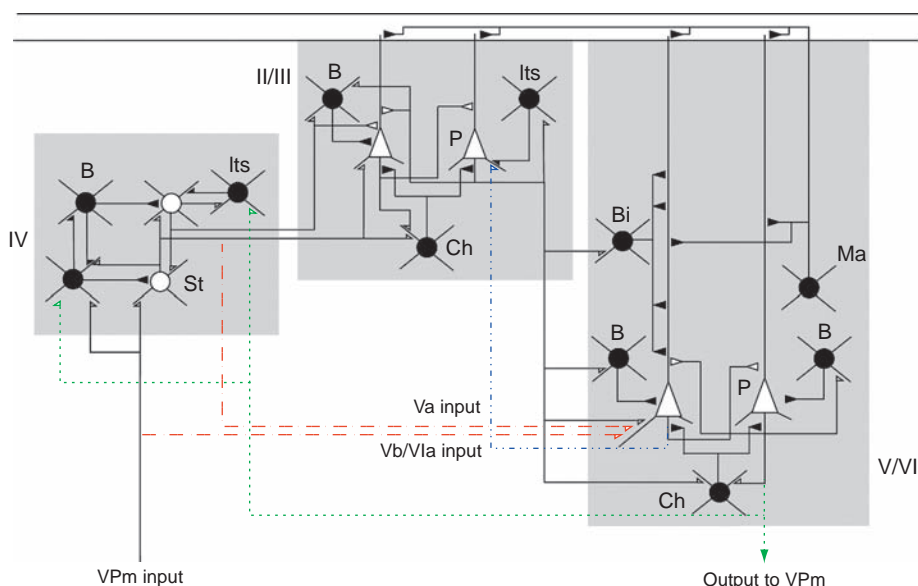 II/III
B
Its
P
B
Its
IV
Ch
Bi
St
Ma
B
B
P
Va input
Vb/VIa input
V/VI
Ch
VPm input
Output to VPm